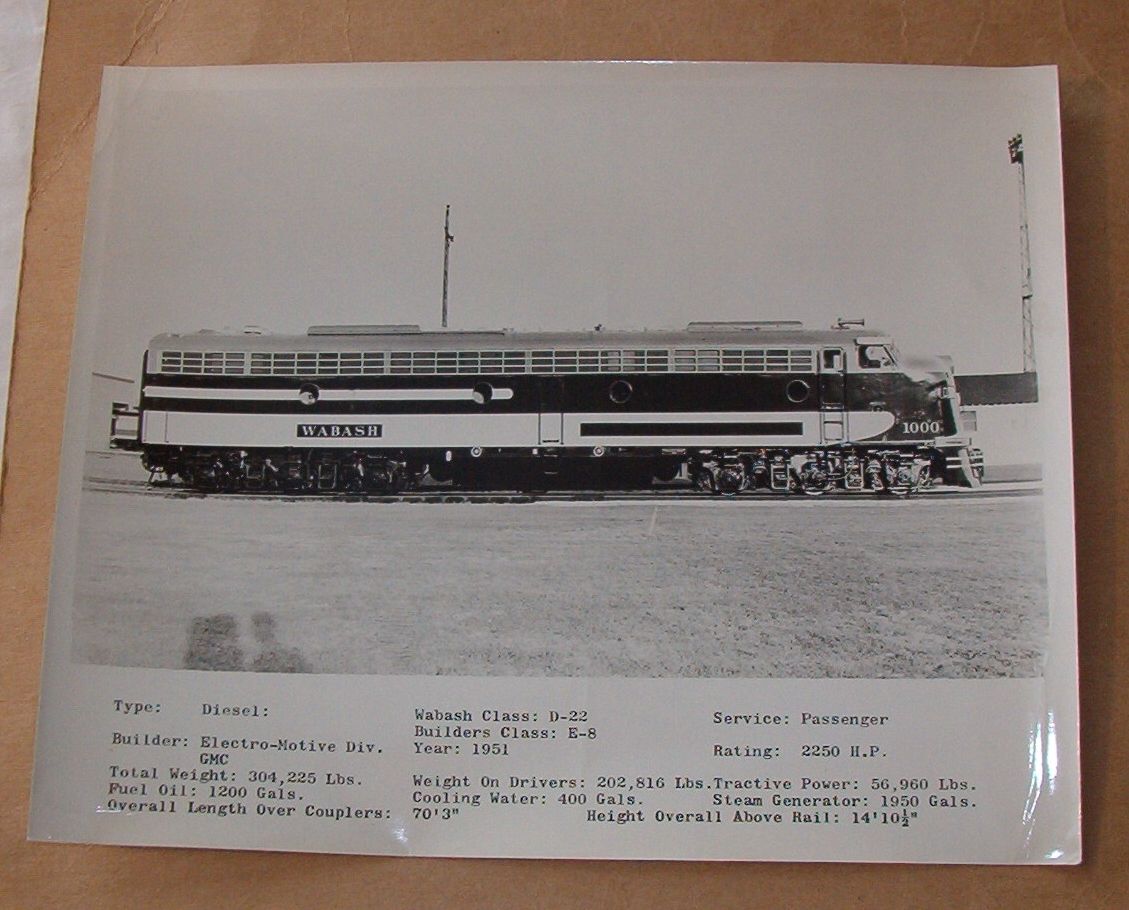 WABASH
1000
Type: Diesel:
Wabash Class: D-22
Service: Passenger
Builders Class: E-8
Builder: Electro-Motive Div.
GMC
Year: 1951
Rating: 2250 H.P.
Total Weight: 304,225 Lbs.
Weight On Drivers: 202,816 Lbs. Tractive Power: 56,960 Lbs.
Fuel Oil: 1200 Gals.
Cooling Water: 400 Gals.
Steam Generator: 1950 Gals.
Overall Length Over Couplers: 70'3"
Height Overall Above Rail: 14'10½"